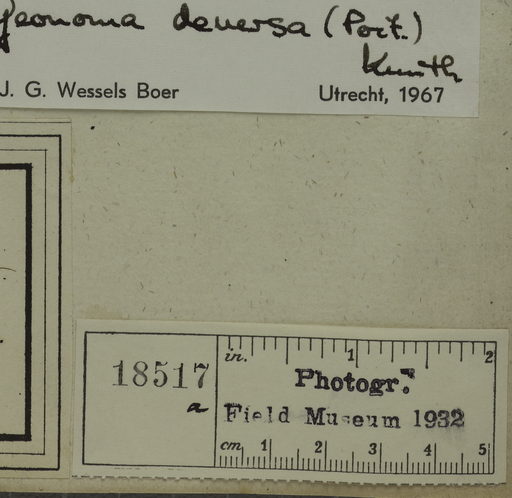 Geonoma deversa (Poit.)
Kunth
J. G. Wessels Boer Utrecht, 1967
in. 1 2
18517 Photogr.
a Field Museum 1932
cm 1 2 3 4 5